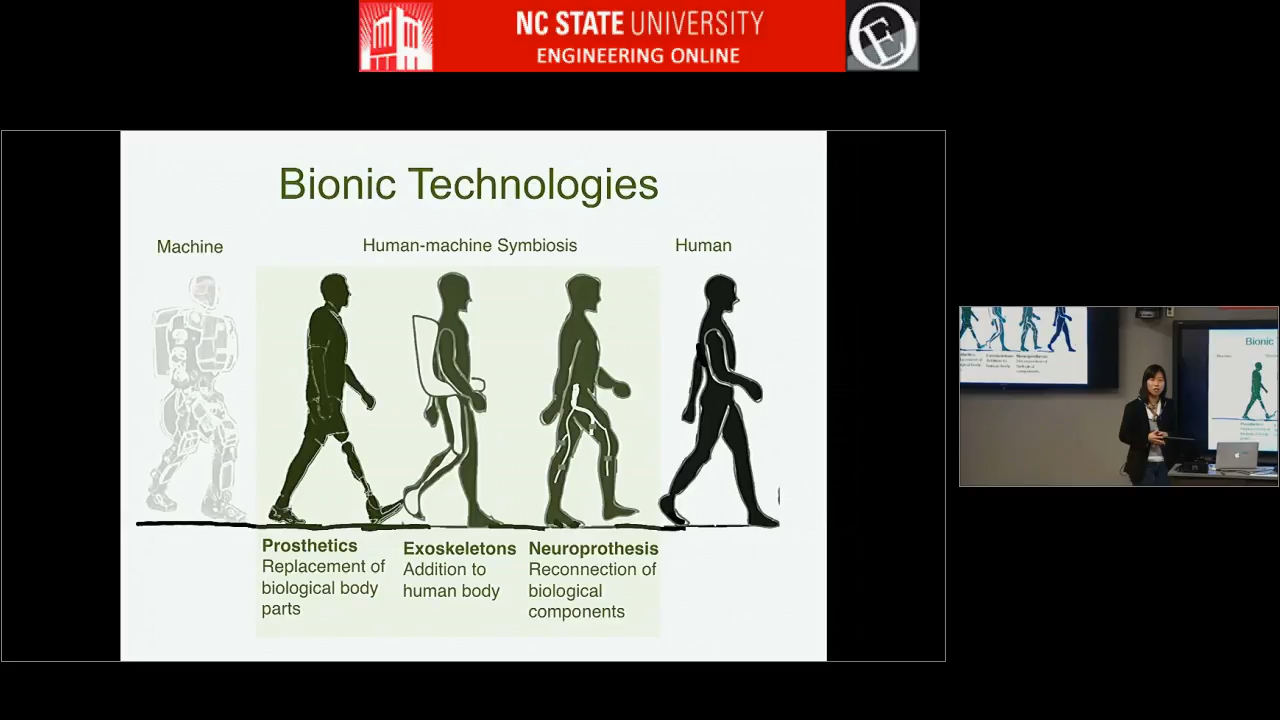 NC STATE UNIVERSITY
ENGINEERING ONLINE
Bionic Technologies
Machine
Human-machine Symbiosis
Human
Prosthetics
Replacement of
biological body
parts
Exoskeletons
Addition to
human body
Neuroprothesis
Reconnection of
biological
components
Bionic